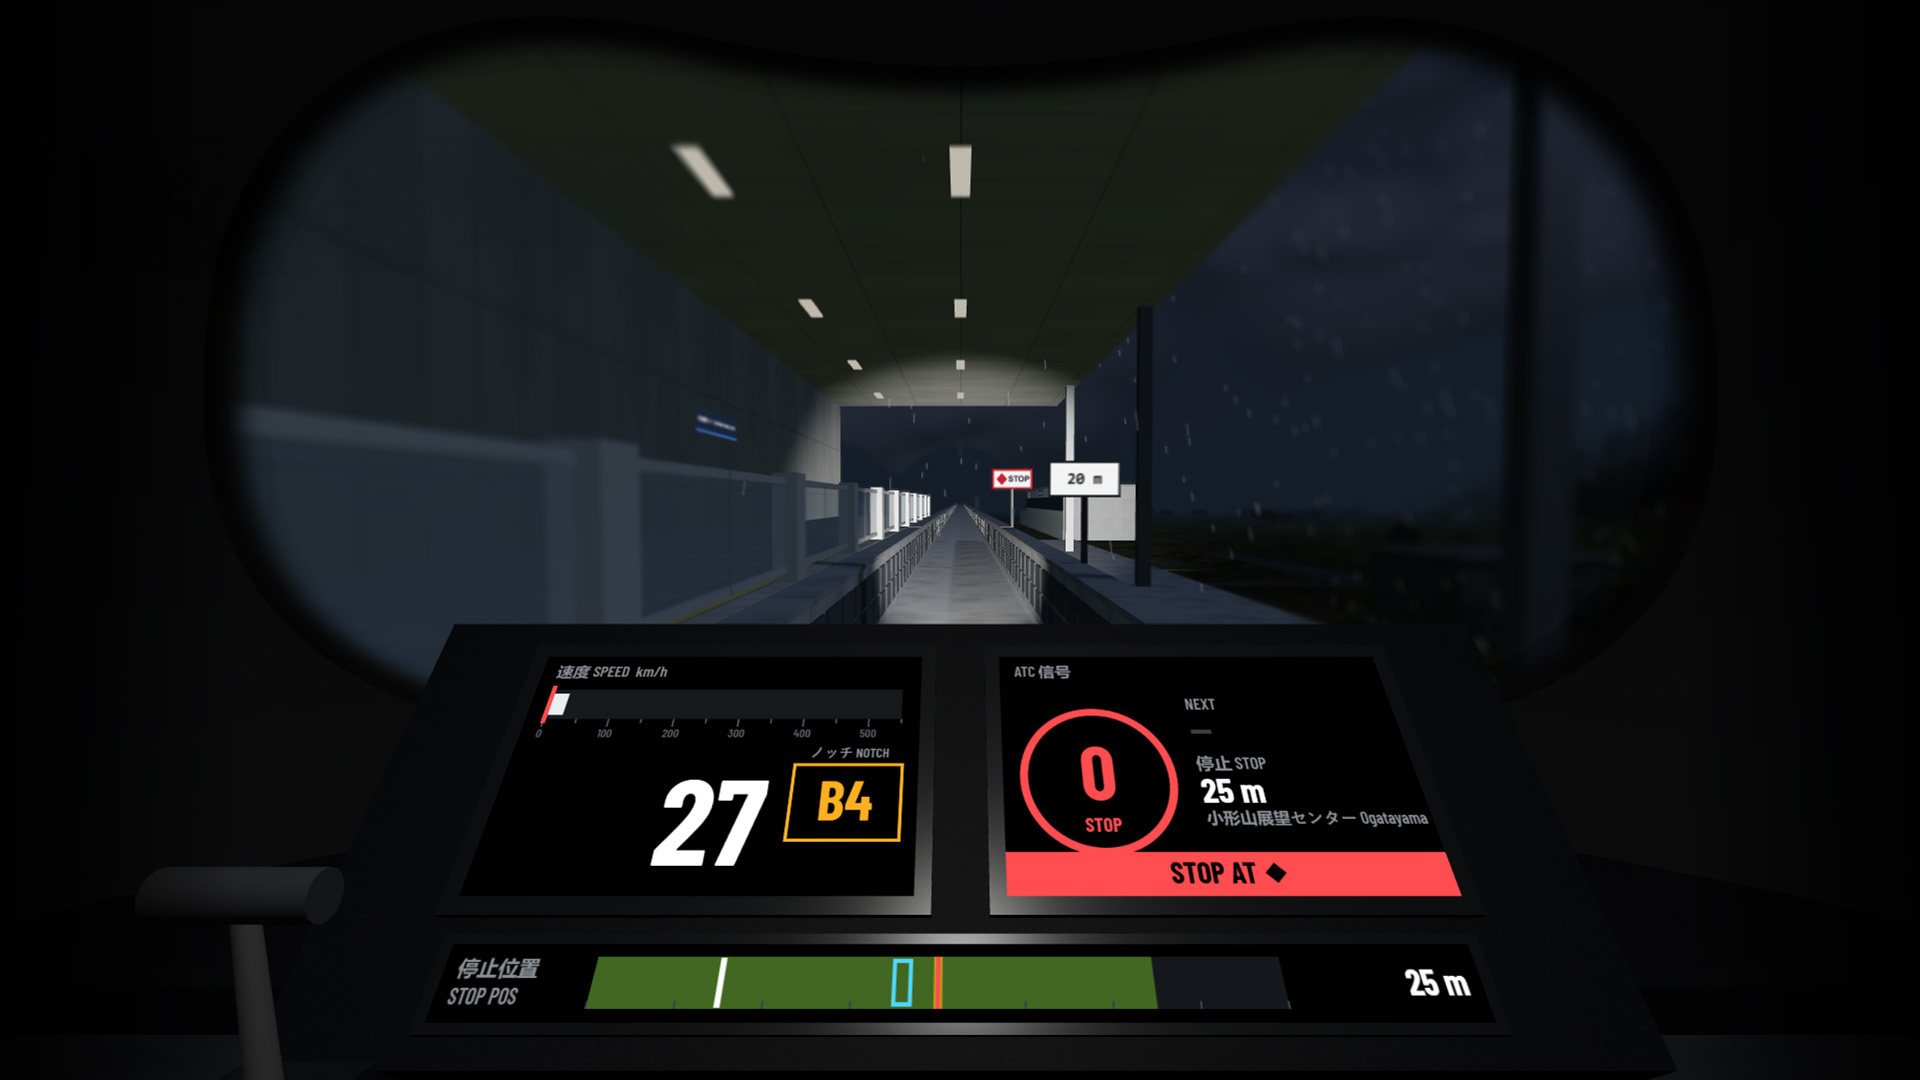 STOP
20 m
速度 SPEED km/h
0 100 200 300 400 500
ノッチ NOTCH
27
B4
ATC 信号
0
STOP
NEXT
停止 STOP
25 m
小形山展望センター Ogatayama
STOP AT ◆
停止位置
STOP POS
25 m